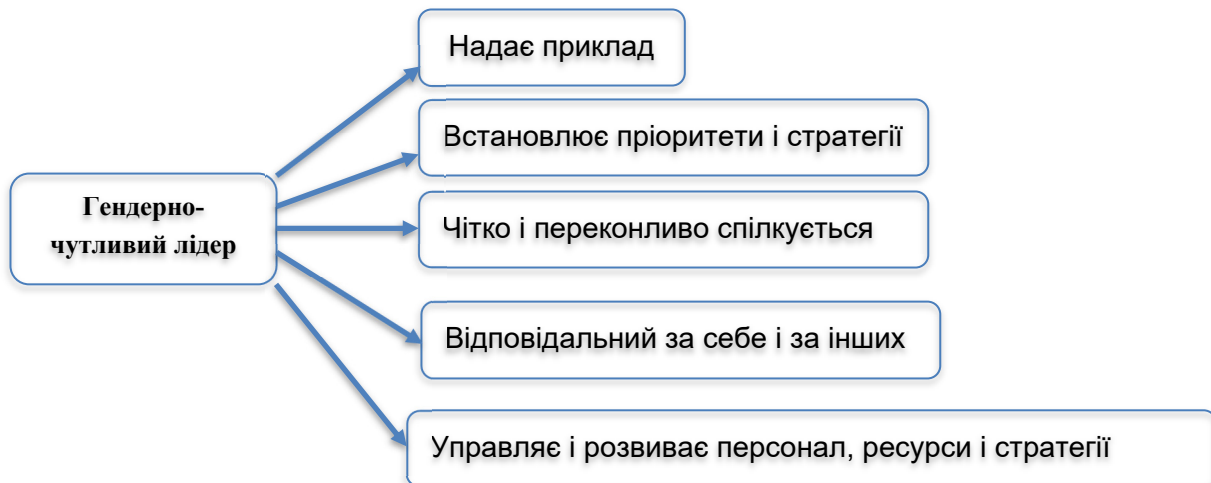 Надає приклад
Встановлює пріоритети і стратегії
Гендерно-
чутливий лідер
Чітко і переконливо спілкується
Відповідальний за себе і за інших
Управляє і розвиває персонал, ресурси і стратегії